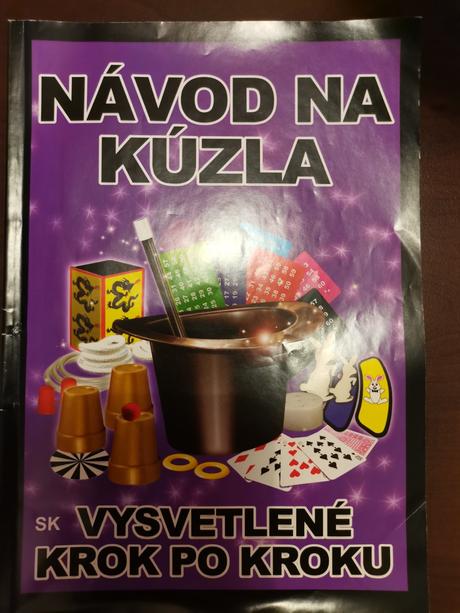 NÁVOD NA
KÚZLA
SK VYSVETLENÉ
KROK PO KROKU